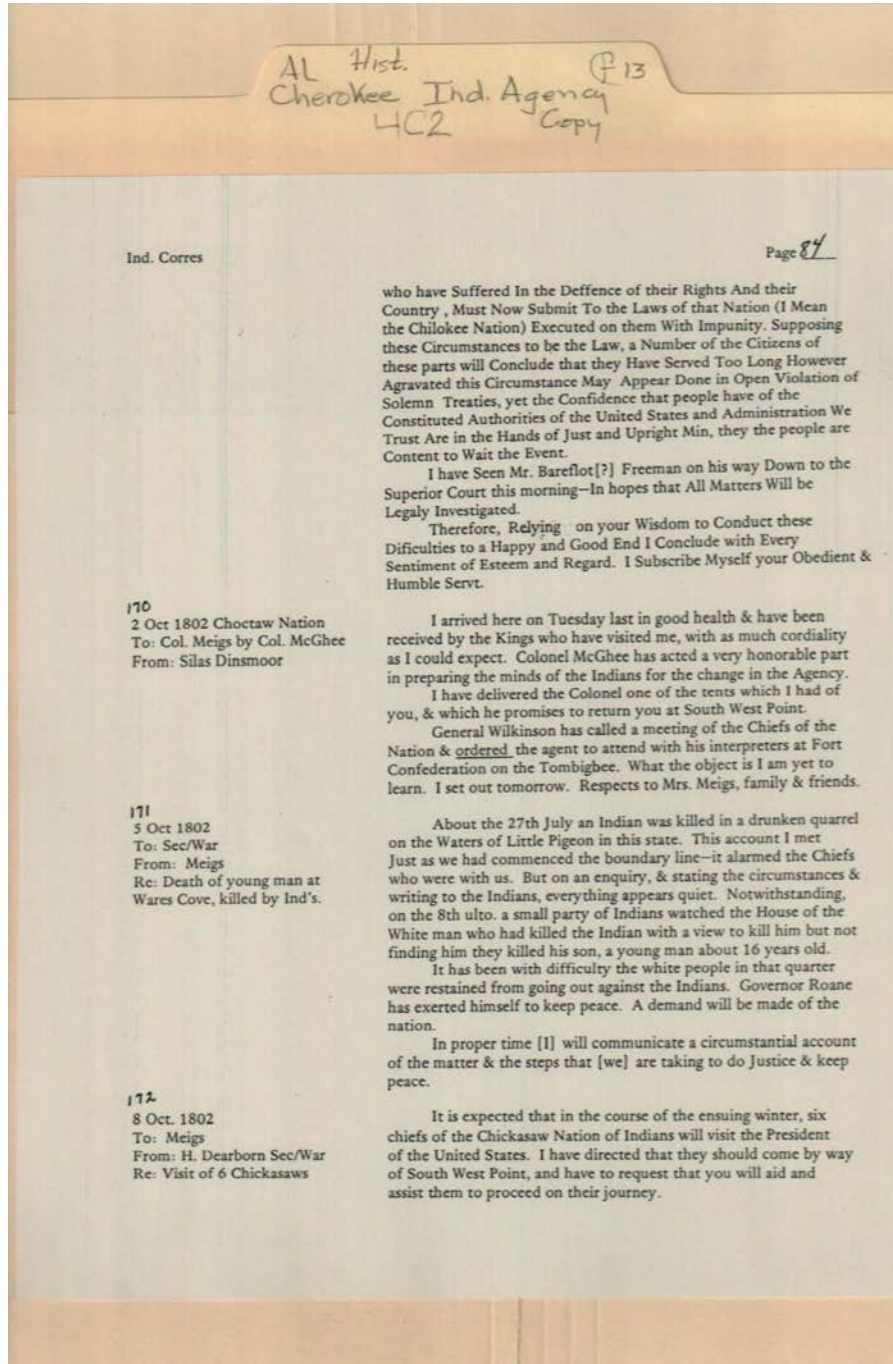 AL Hist. f 13
Cherokee Ind. Agency
4C2 Copy
Ind. Corres
Page 84
who have Suffered In the Deffence of their Rights And their
Country , Must Now Submit To the Laws of that Nation (I Mean
the Chilokee Nation) Executed on them With Impunity. Supposing
these Circumstances to be the Law, a Number of the Citizens of
these parts will Conclude that they Have Served Too Long However
Agravated this Circumstance May Appear Done in Open Violation of
Solemn Treaties, yet the Confidence that people have of the
Constituted Authorities of the United States and Administration We
Trust Are in the Hands of Just and Upright Min, they the people are
Content to Wait the Event.
I have Seen Mr. Bareflot[?] Freeman on his way Down to the
Superior Court this morning—In hopes that All Matters Will be
Legaly Investigated.
Therefore, Relying on your Wisdom to Conduct these
Dificulties to a Happy and Good End I Conclude with Every
Sentiment of Esteem and Regard. I Subscribe Myself your Obedient &
Humble Servt.
170
2 Oct 1802 Choctaw Nation
To: Col. Meigs by Col. McGhee
From: Silas Dinsmoor
I arrived here on Tuesday last in good health & have been
received by the Kings who have visited me, with as much cordiality
as I could expect. Colonel McGhee has acted a very honorable part
in preparing the minds of the Indians for the change in the Agency.
I have delivered the Colonel one of the tents which I had of
you, & which he promises to return you at South West Point.
General Wilkinson has called a meeting of the Chiefs of the
Nation & ordered the agent to attend with his interpreters at Fort
Confederation on the Tombigbee. What the object is I am yet to
learn. I set out tomorrow. Respects to Mrs. Meigs, family & friends.
171
5 Oct 1802
To: Sec/War
From: Meigs
Re: Death of young man at
Wares Cove, killed by Ind's.
About the 27th July an Indian was killed in a drunken quarrel
on the Waters of Little Pigeon in this state. This account I met
Just as we had commenced the boundary line—it alarmed the Chiefs
who were with us. But on an enquiry, & stating the circumstances &
writing to the Indians, everything appears quiet. Notwithstanding,
on the 8th ulto. a small party of Indians watched the House of the
White man who had killed the Indian with a view to kill him but not
finding him they killed his son, a young man about 16 years old.
It has been with difficulty the white people in that quarter
were restained from going out against the Indians. Governor Roane
has exerted himself to keep peace. A demand will be made of the
nation.
In proper time [I] will communicate a circumstantial account
of the matter & the steps that [we] are taking to do Justice & keep
peace.
172
8 Oct. 1802
To: Meigs
From: H. Dearborn Sec/War
Re: Visit of 6 Chickasaws
It is expected that in the course of the ensuing winter, six
chiefs of the Chickasaw Nation of Indians will visit the President
of the United States. I have directed that they should come by way
of South West Point, and have to request that you will aid and
assist them to proceed on their journey.